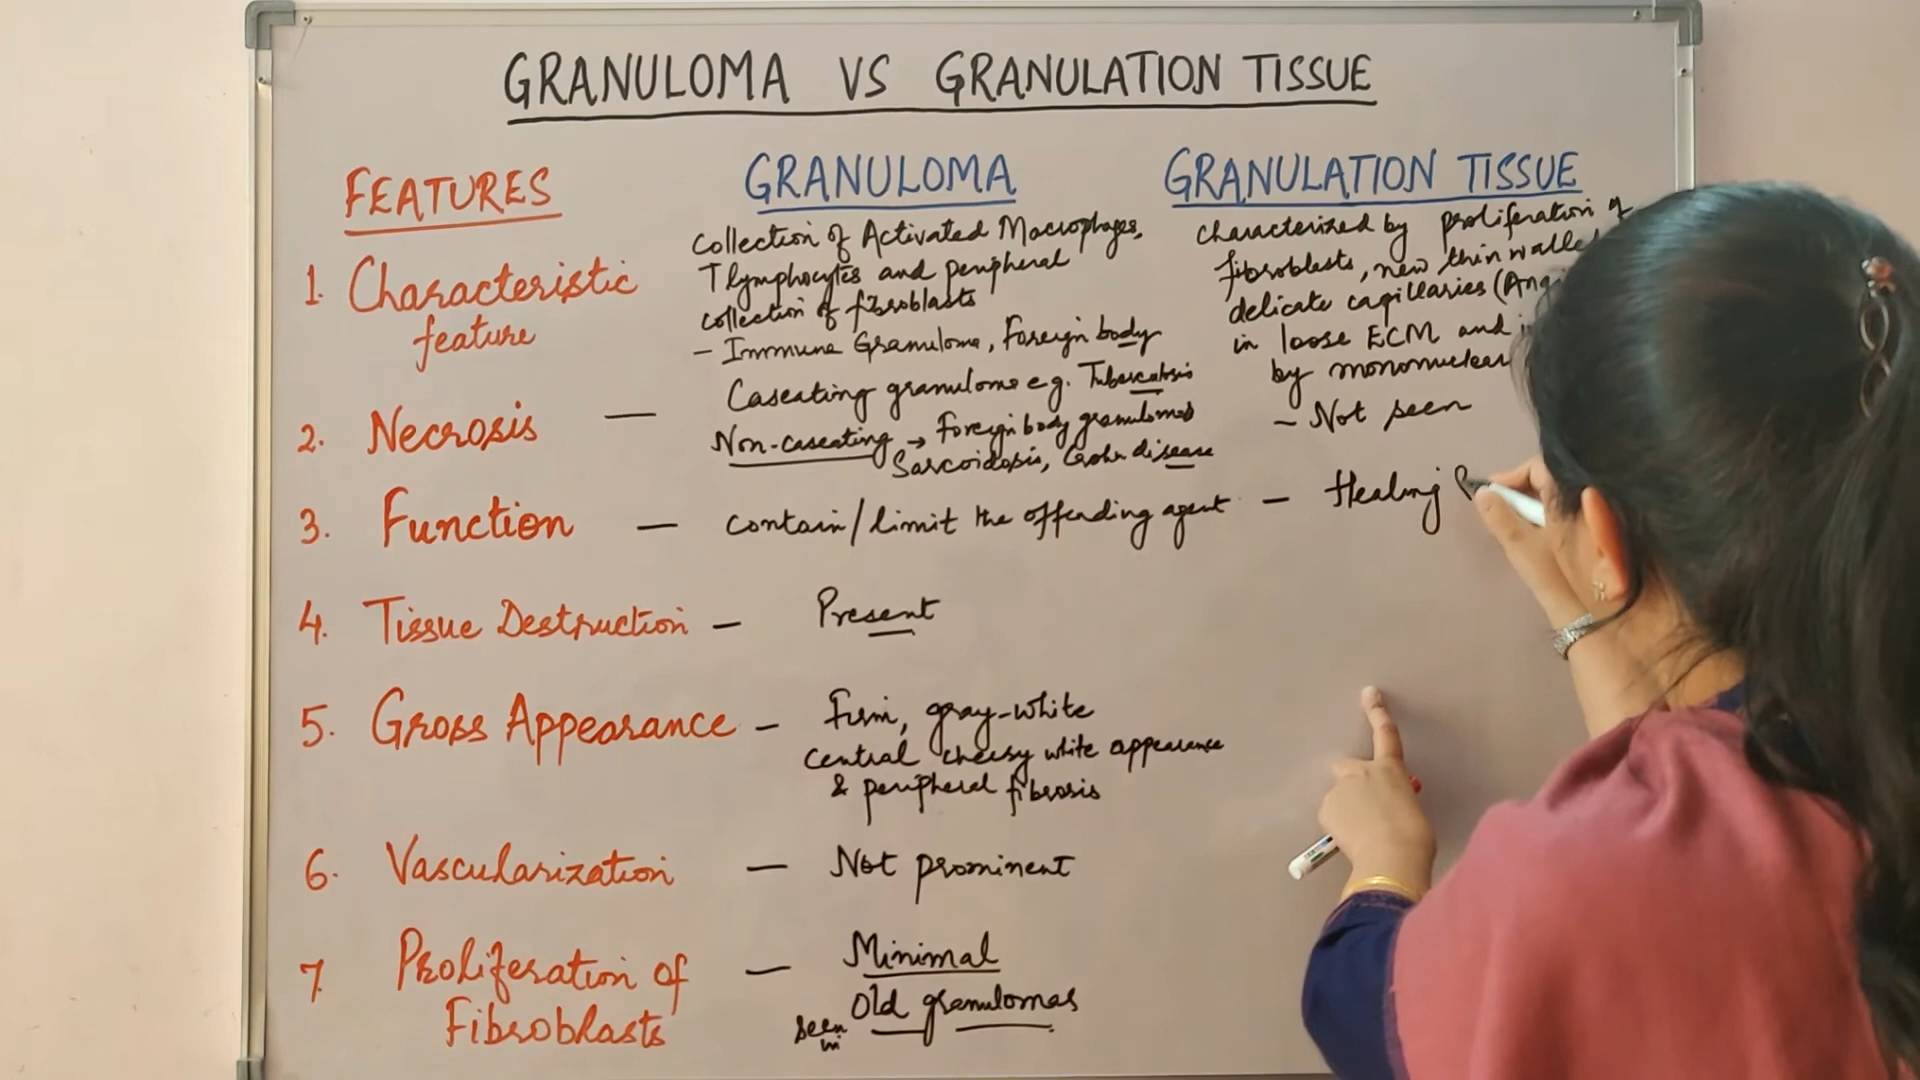 GRANULOMA VS GRANULATION TISSUE
FEATURES
GRANULOMA
GRANULATION TISSUE
1. Characteristic
feature
Collection of Activated Macrophages,
T lymphocytes and peripheral
collection of fibroblasts
- Immune Granuloma, Foreign body
characterized by proliferation of
fibroblasts, new thin walled
delicate capillaries (Angi
in loose ECM and
by mononuclear
2. Necrosis —
Caseating granuloma e.g. Tuberculosis
Non-caseating → Foreign body granulomas
Sarcoidosis, Crohn disease
- Not seen
3. Function — contain/limit the offending agent - Healing
4. Tissue Destruction - Present
5. Gross Appearance - Firm, gray-white
central cheesy white appearance
& peripheral fibrosis
6. Vascularization — Not prominent
7. Proliferation of — Minimal
Fibroblasts
seen in Old granulomas